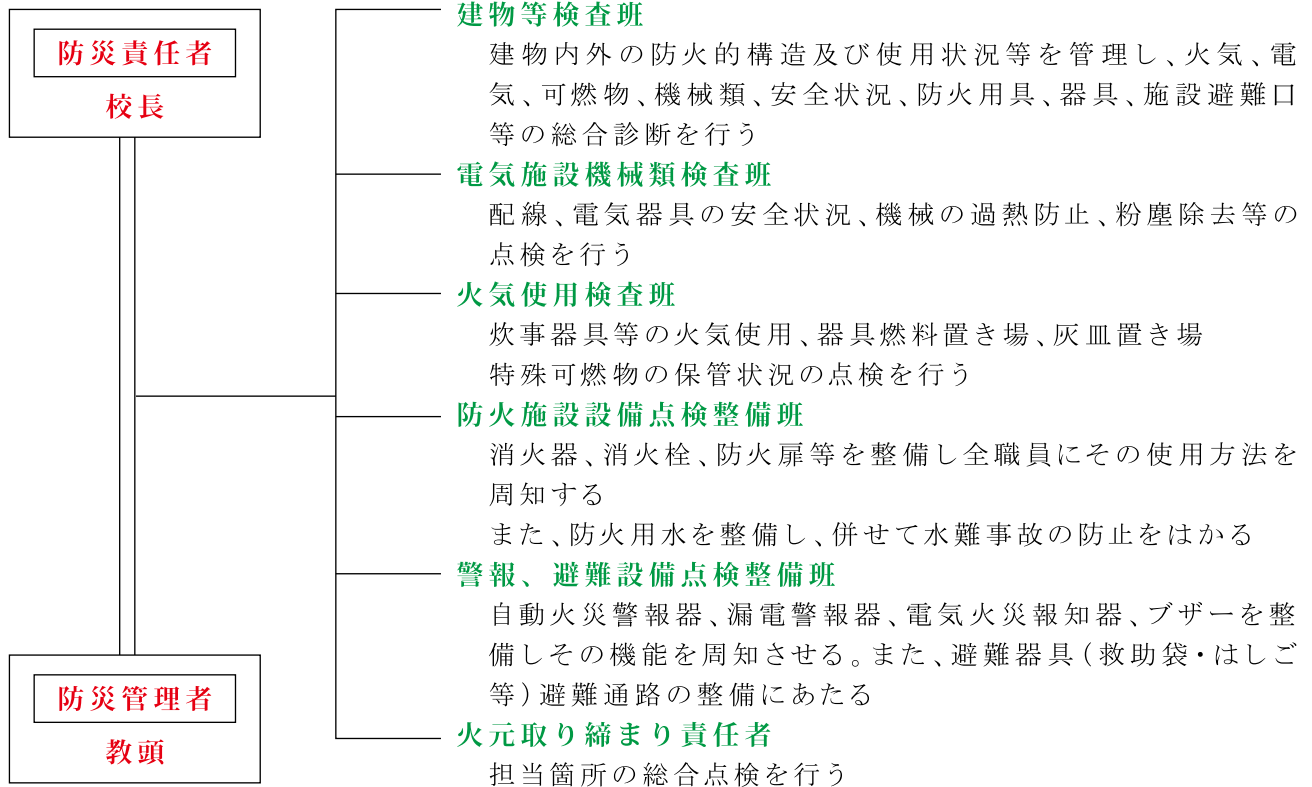 防災責任者
校長
防災管理者
教頭
建物等検査班
建物内外の防火的構造及び使用状況等を管理し、火気、電
気、可燃物、機械類、安全状況、防火用具、器具、施設避難口
等の総合診断を行う
電気施設機械類検査班
配線、電気器具の安全状況、機械の過熱防止、粉塵除去等の
点検を行う
火気使用検査班
炊事器具等の火気使用、器具燃料置き場、灰皿置き場
特殊可燃物の保管状況の点検を行う
防火施設設備点検整備班
消火器、消火栓、防火扉等を整備し全職員にその使用方法を
周知する
また、防火用水を整備し、併せて水難事故の防止をはかる
警報、避難設備点検整備班
自動火災警報器、漏電警報器、電気火災報知器、ブザーを整
備しその機能を周知させる。また、避難器具(救助袋・はしご
等)避難通路の整備にあたる
火元取り締まり責任者
担当箇所の総合点検を行う